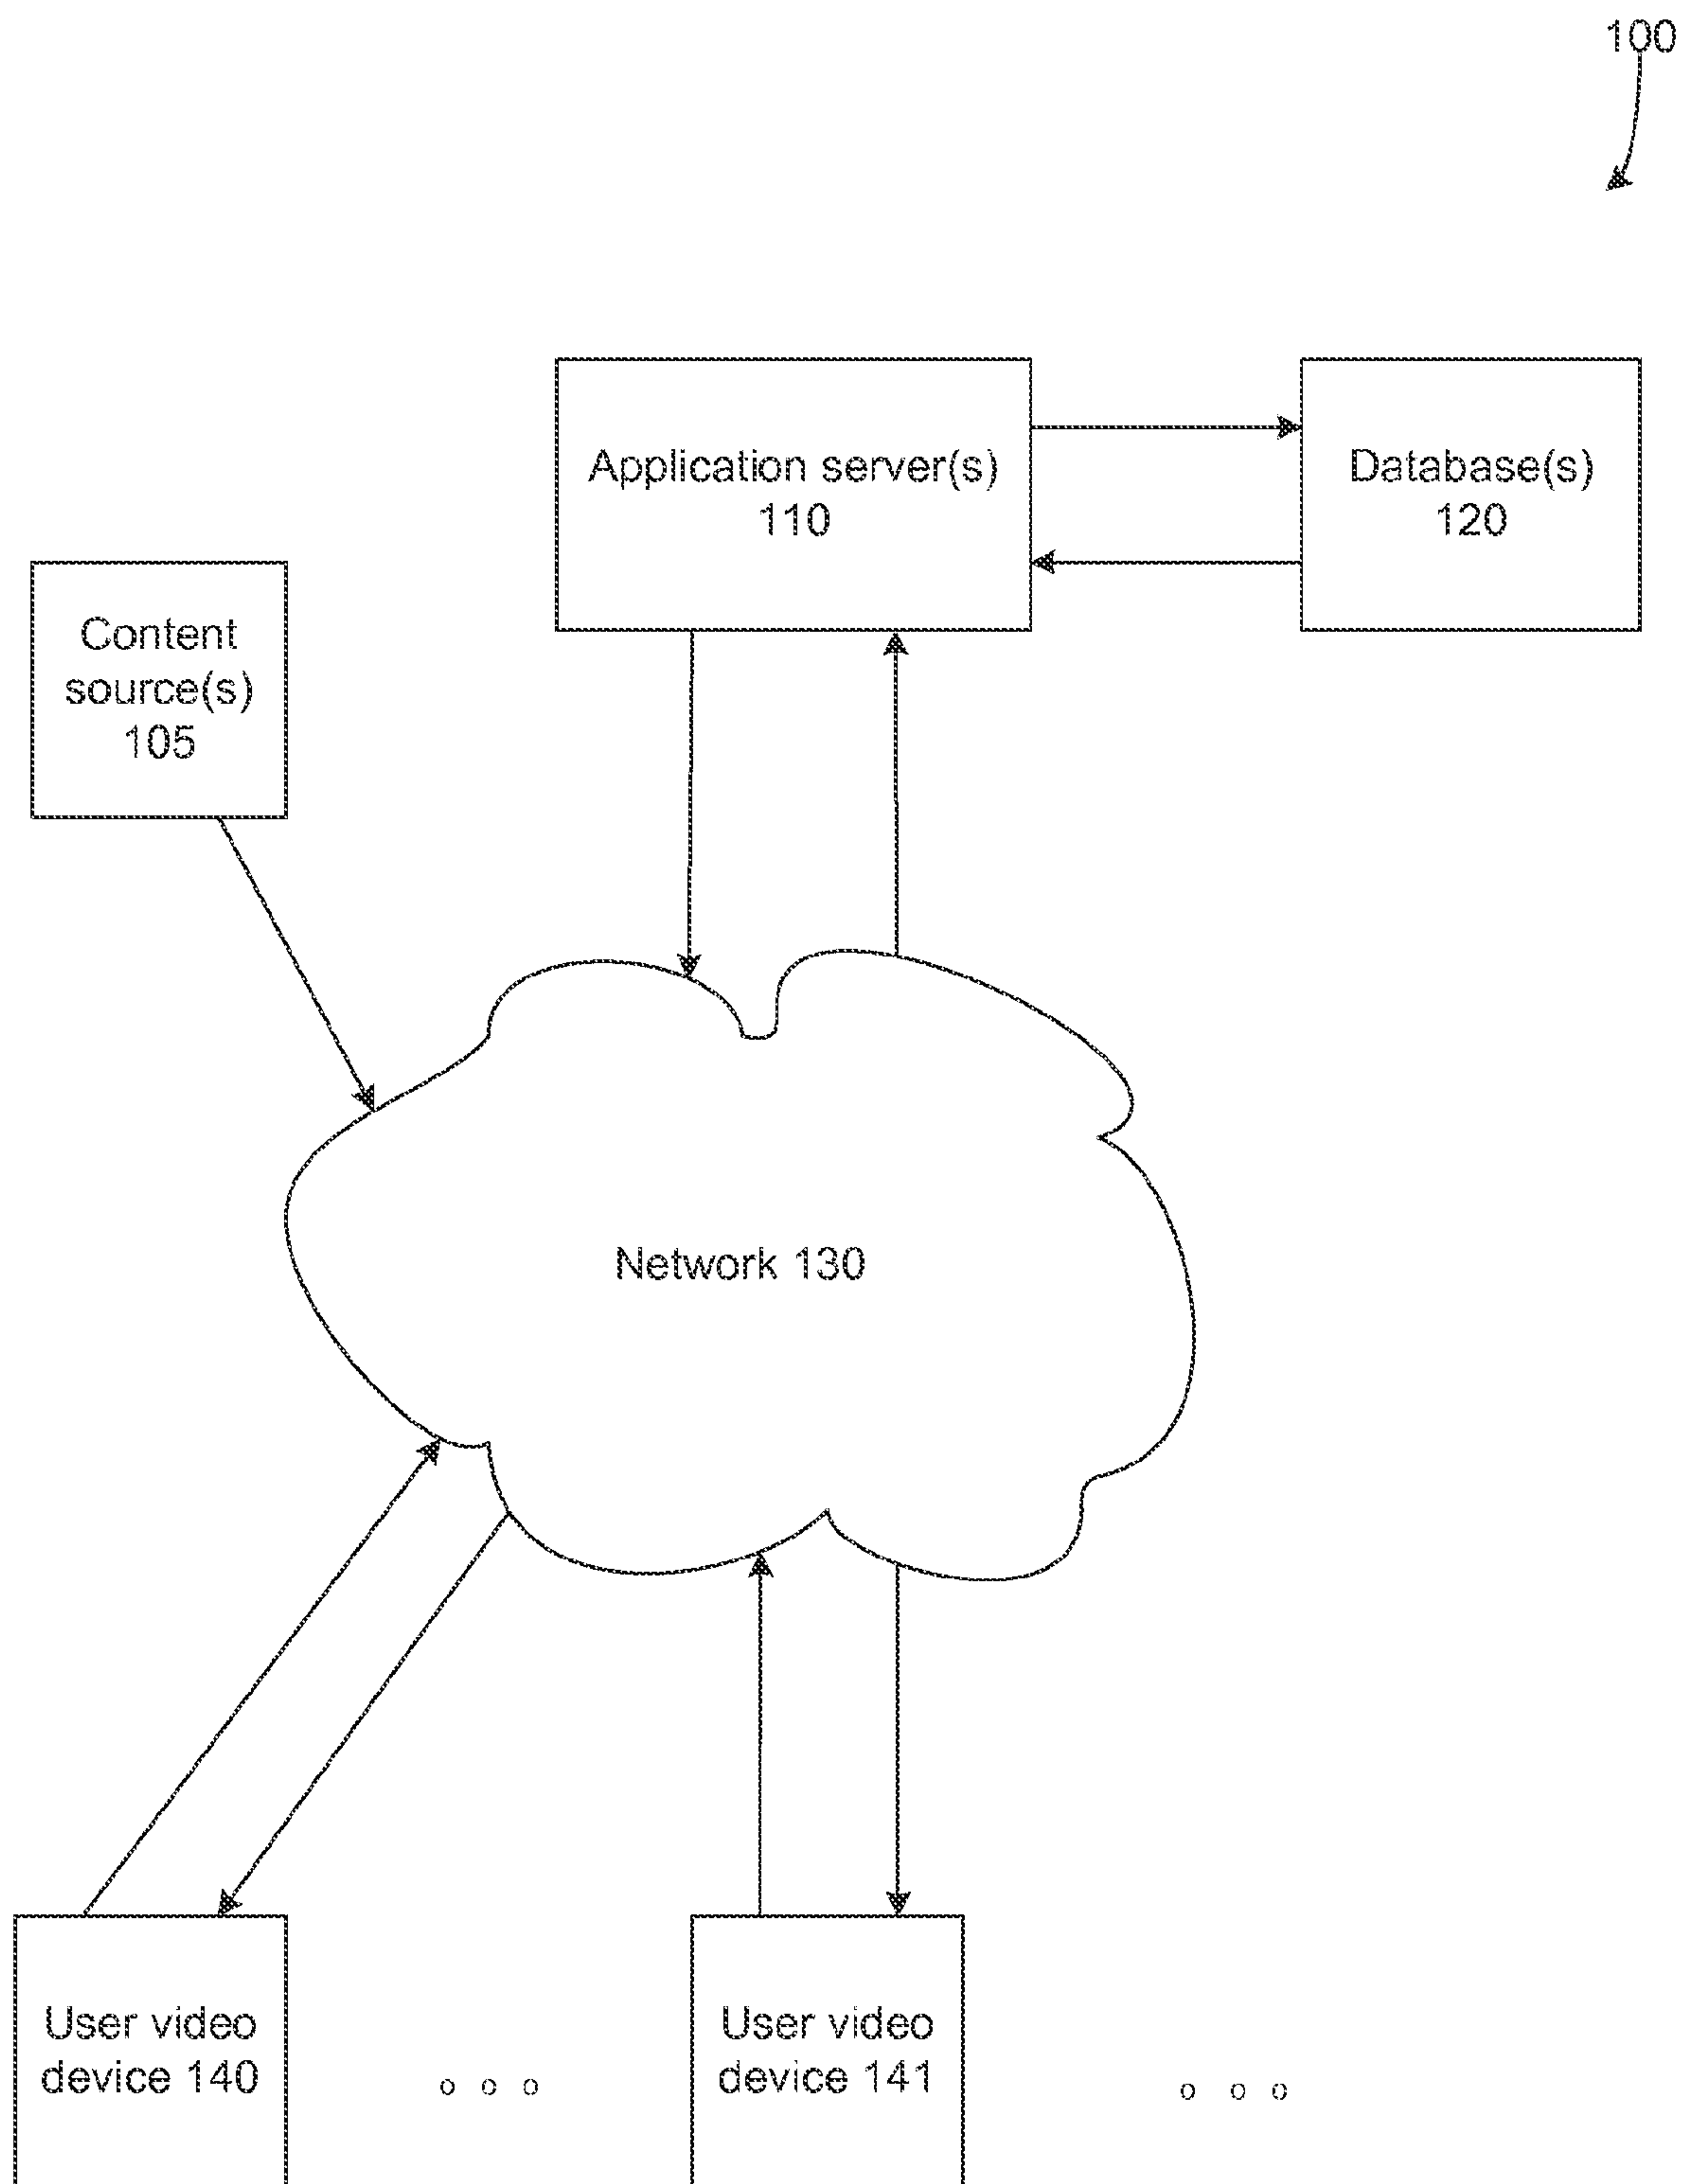 100
Application server(s)
110
Database(s)
120
Content
source(s)
105
Network 130
User video
device 140
o o o
User video
device 141
o o o